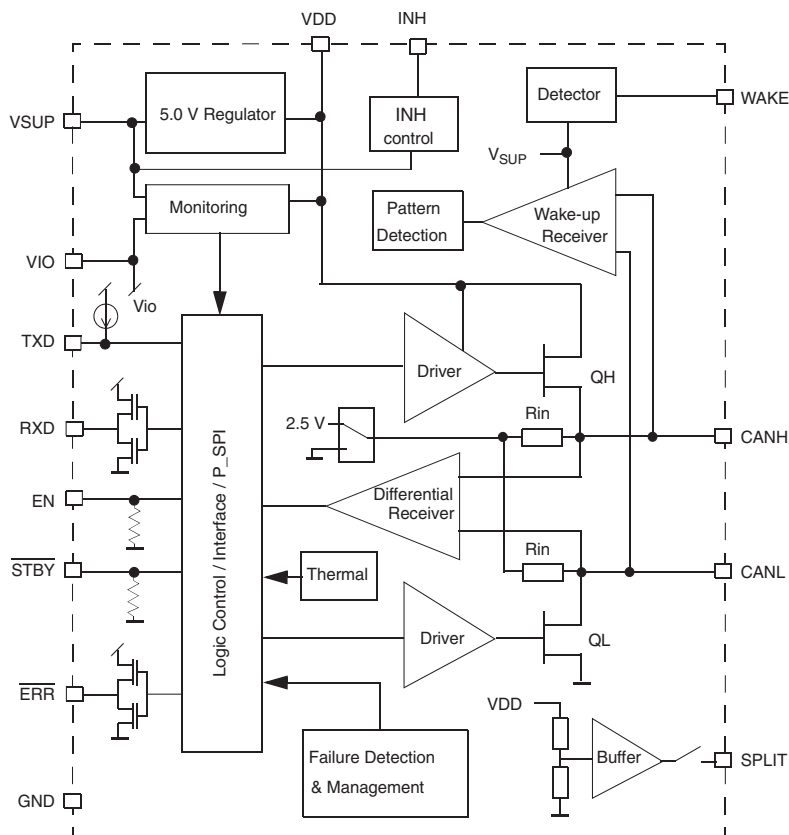 VDD
INH
VSUP
5.0 V Regulator
INH
control
Detector
WAKE
VSUP
Monitoring
Pattern
Detection
Wake-up
Receiver
VIO
Vio
TXD
Driver
QH
RXD
2.5 V
Rin
CANH
Logic Control / Interface / P_SPI
EN
Differential
Receiver
STBY
Thermal
Rin
CANL
Driver
QL
ERR
VDD
Failure Detection
& Management
Buffer
SPLIT
GND